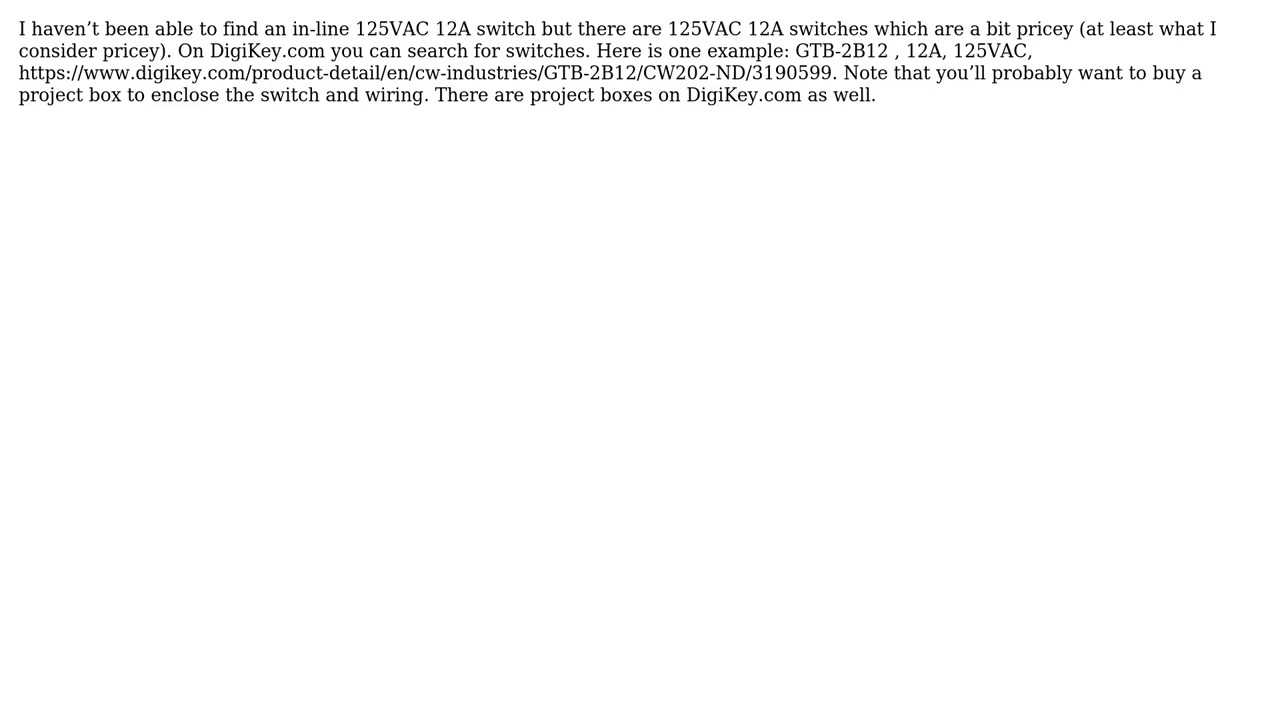 I haven’t been able to find an in-line 125VAC 12A switch but there are 125VAC 12A switches which are a bit pricey (at least what I
consider pricey). On DigiKey.com you can search for switches. Here is one example: GTB-2B12 , 12A, 125VAC,
https://www.digikey.com/product-detail/en/cw-industries/GTB-2B12/CW202-ND/3190599. Note that you’ll probably want to buy a
project box to enclose the switch and wiring. There are project boxes on DigiKey.com as well.